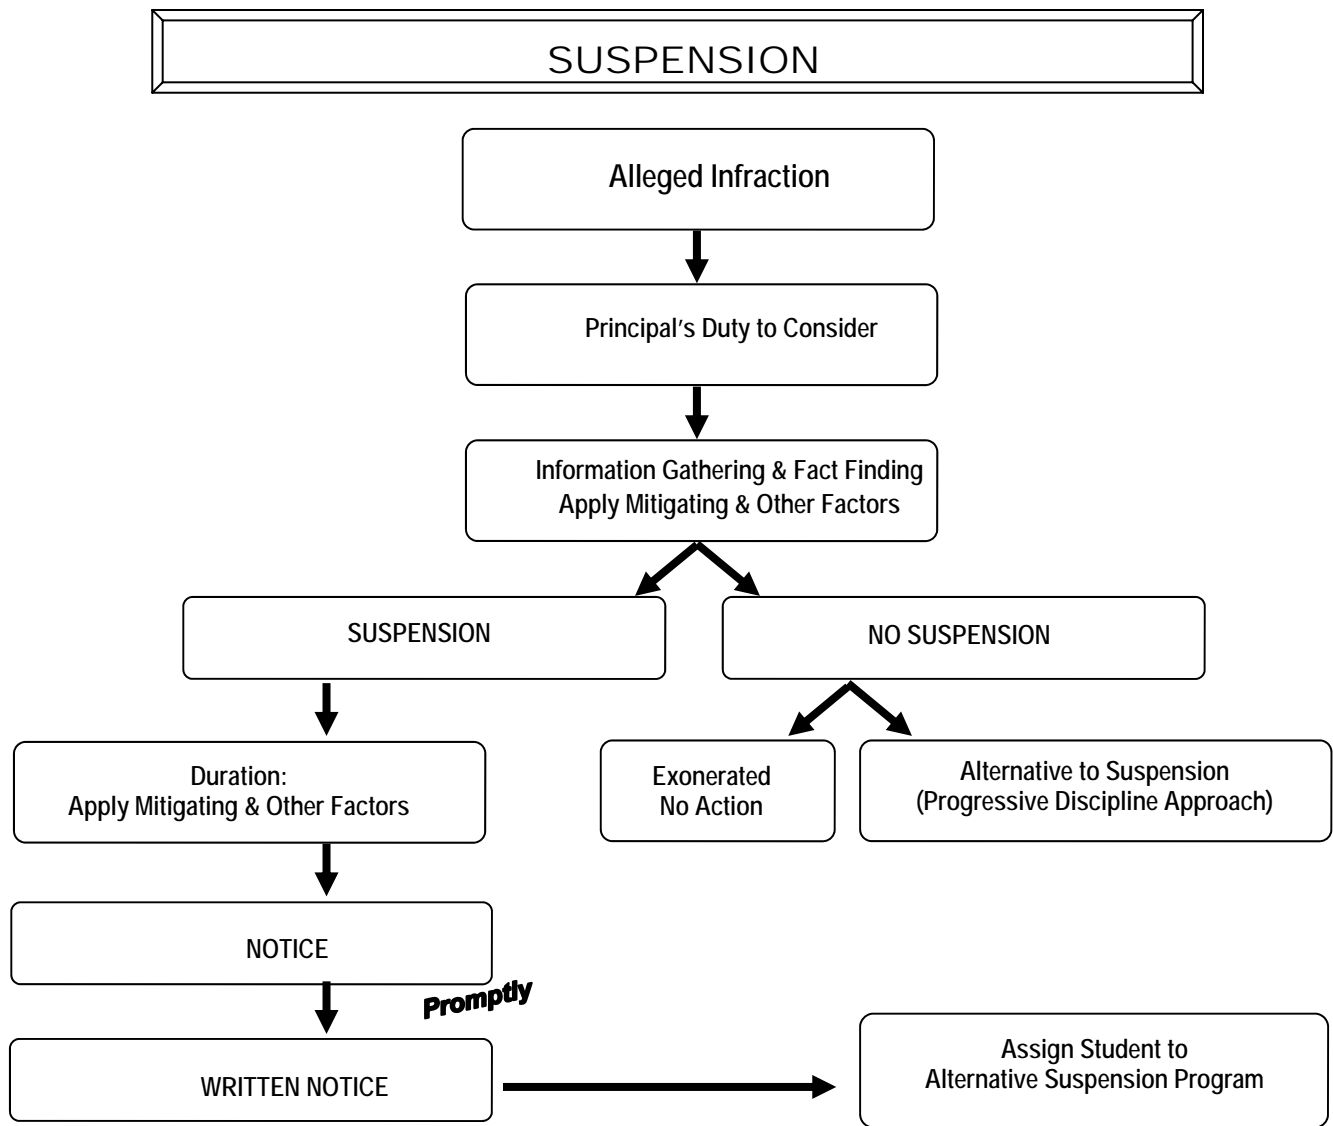 SUSPENSION
Alleged Infraction
Principal's Duty to Consider
Information Gathering & Fact Finding
Apply Mitigating & Other Factors
SUSPENSION
NO SUSPENSION
Duration:
Apply Mitigating & Other Factors
Exonerated
No Action
Alternative to Suspension
(Progressive Discipline Approach)
NOTICE
Promptly
WRITTEN NOTICE
Assign Student to
Alternative Suspension Program